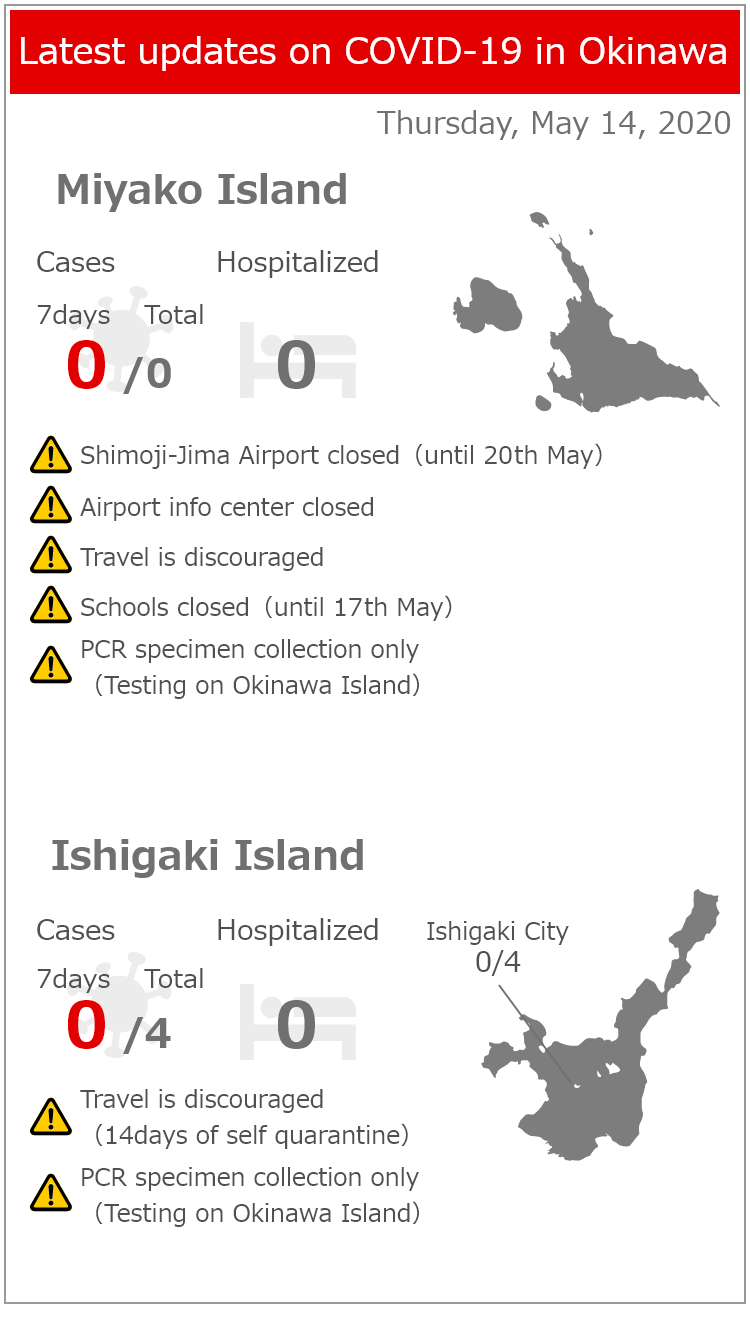 Latest updates on COVID-19 in Okinawa
Thursday, May 14, 2020
Miyako Island
Cases
Hospitalized
7days
Total
0 /0
0
Shimoji-Jima Airport closed（until 20th May）
Airport info center closed
Travel is discouraged
Schools closed（until 17th May）
PCR specimen collection only
（Testing on Okinawa Island）
Ishigaki Island
Cases
Hospitalized
7days
Total
0 /4
0
Ishigaki City
0/4
Travel is discouraged
（14days of self quarantine）
PCR specimen collection only
（Testing on Okinawa Island）